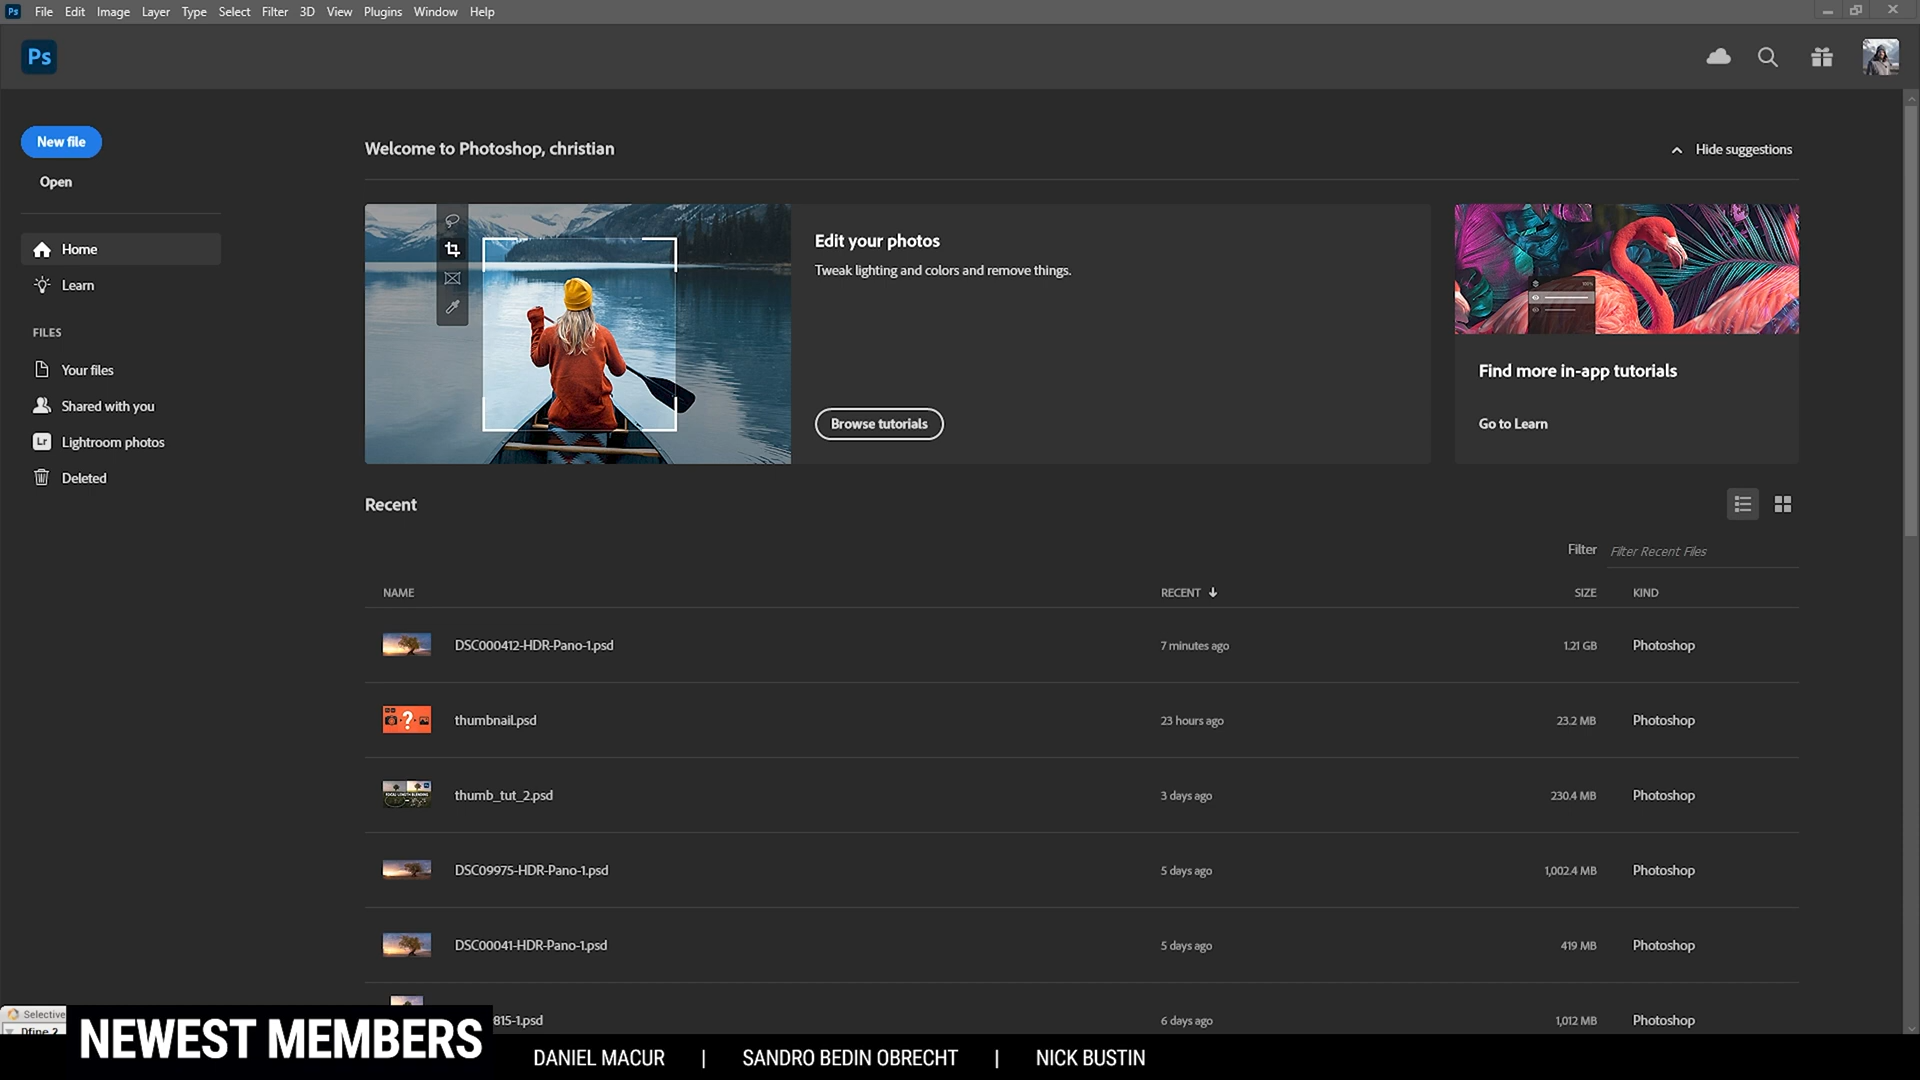 Ps File Edit Image Layer Type Select Filter 3D View Plugins Window Help
Ps
New file
Open
Home
Learn
FILES
Your files
Shared with you
Lr Lightroom photos
Deleted
Welcome to Photoshop, christian
Hide suggestions
Edit your photos
Tweak lighting and colors and remove things.
Browse tutorials
Find more in-app tutorials
Go to Learn
Recent
Filter Filter Recent Files
NAME RECENT SIZE KIND
DSC000412-HDR-Pano-1.psd 7 minutes ago 1.21 GB Photoshop
thumbnail.psd 23 hours ago 23.2 MB Photoshop
thumb_tut_2.psd 3 days ago 230.4 MB Photoshop
DSC09975-HDR-Pano-1.psd 5 days ago 1,002.4 MB Photoshop
DSC00041-HDR-Pano-1.psd 5 days ago 419 MB Photoshop
815-1.psd 6 days ago 1,012 MB Photoshop
Selective
Dfine 2
NEWEST MEMBERS
DANIEL MACUR | SANDRO BEDIN OBRECHT | NICK BUSTIN